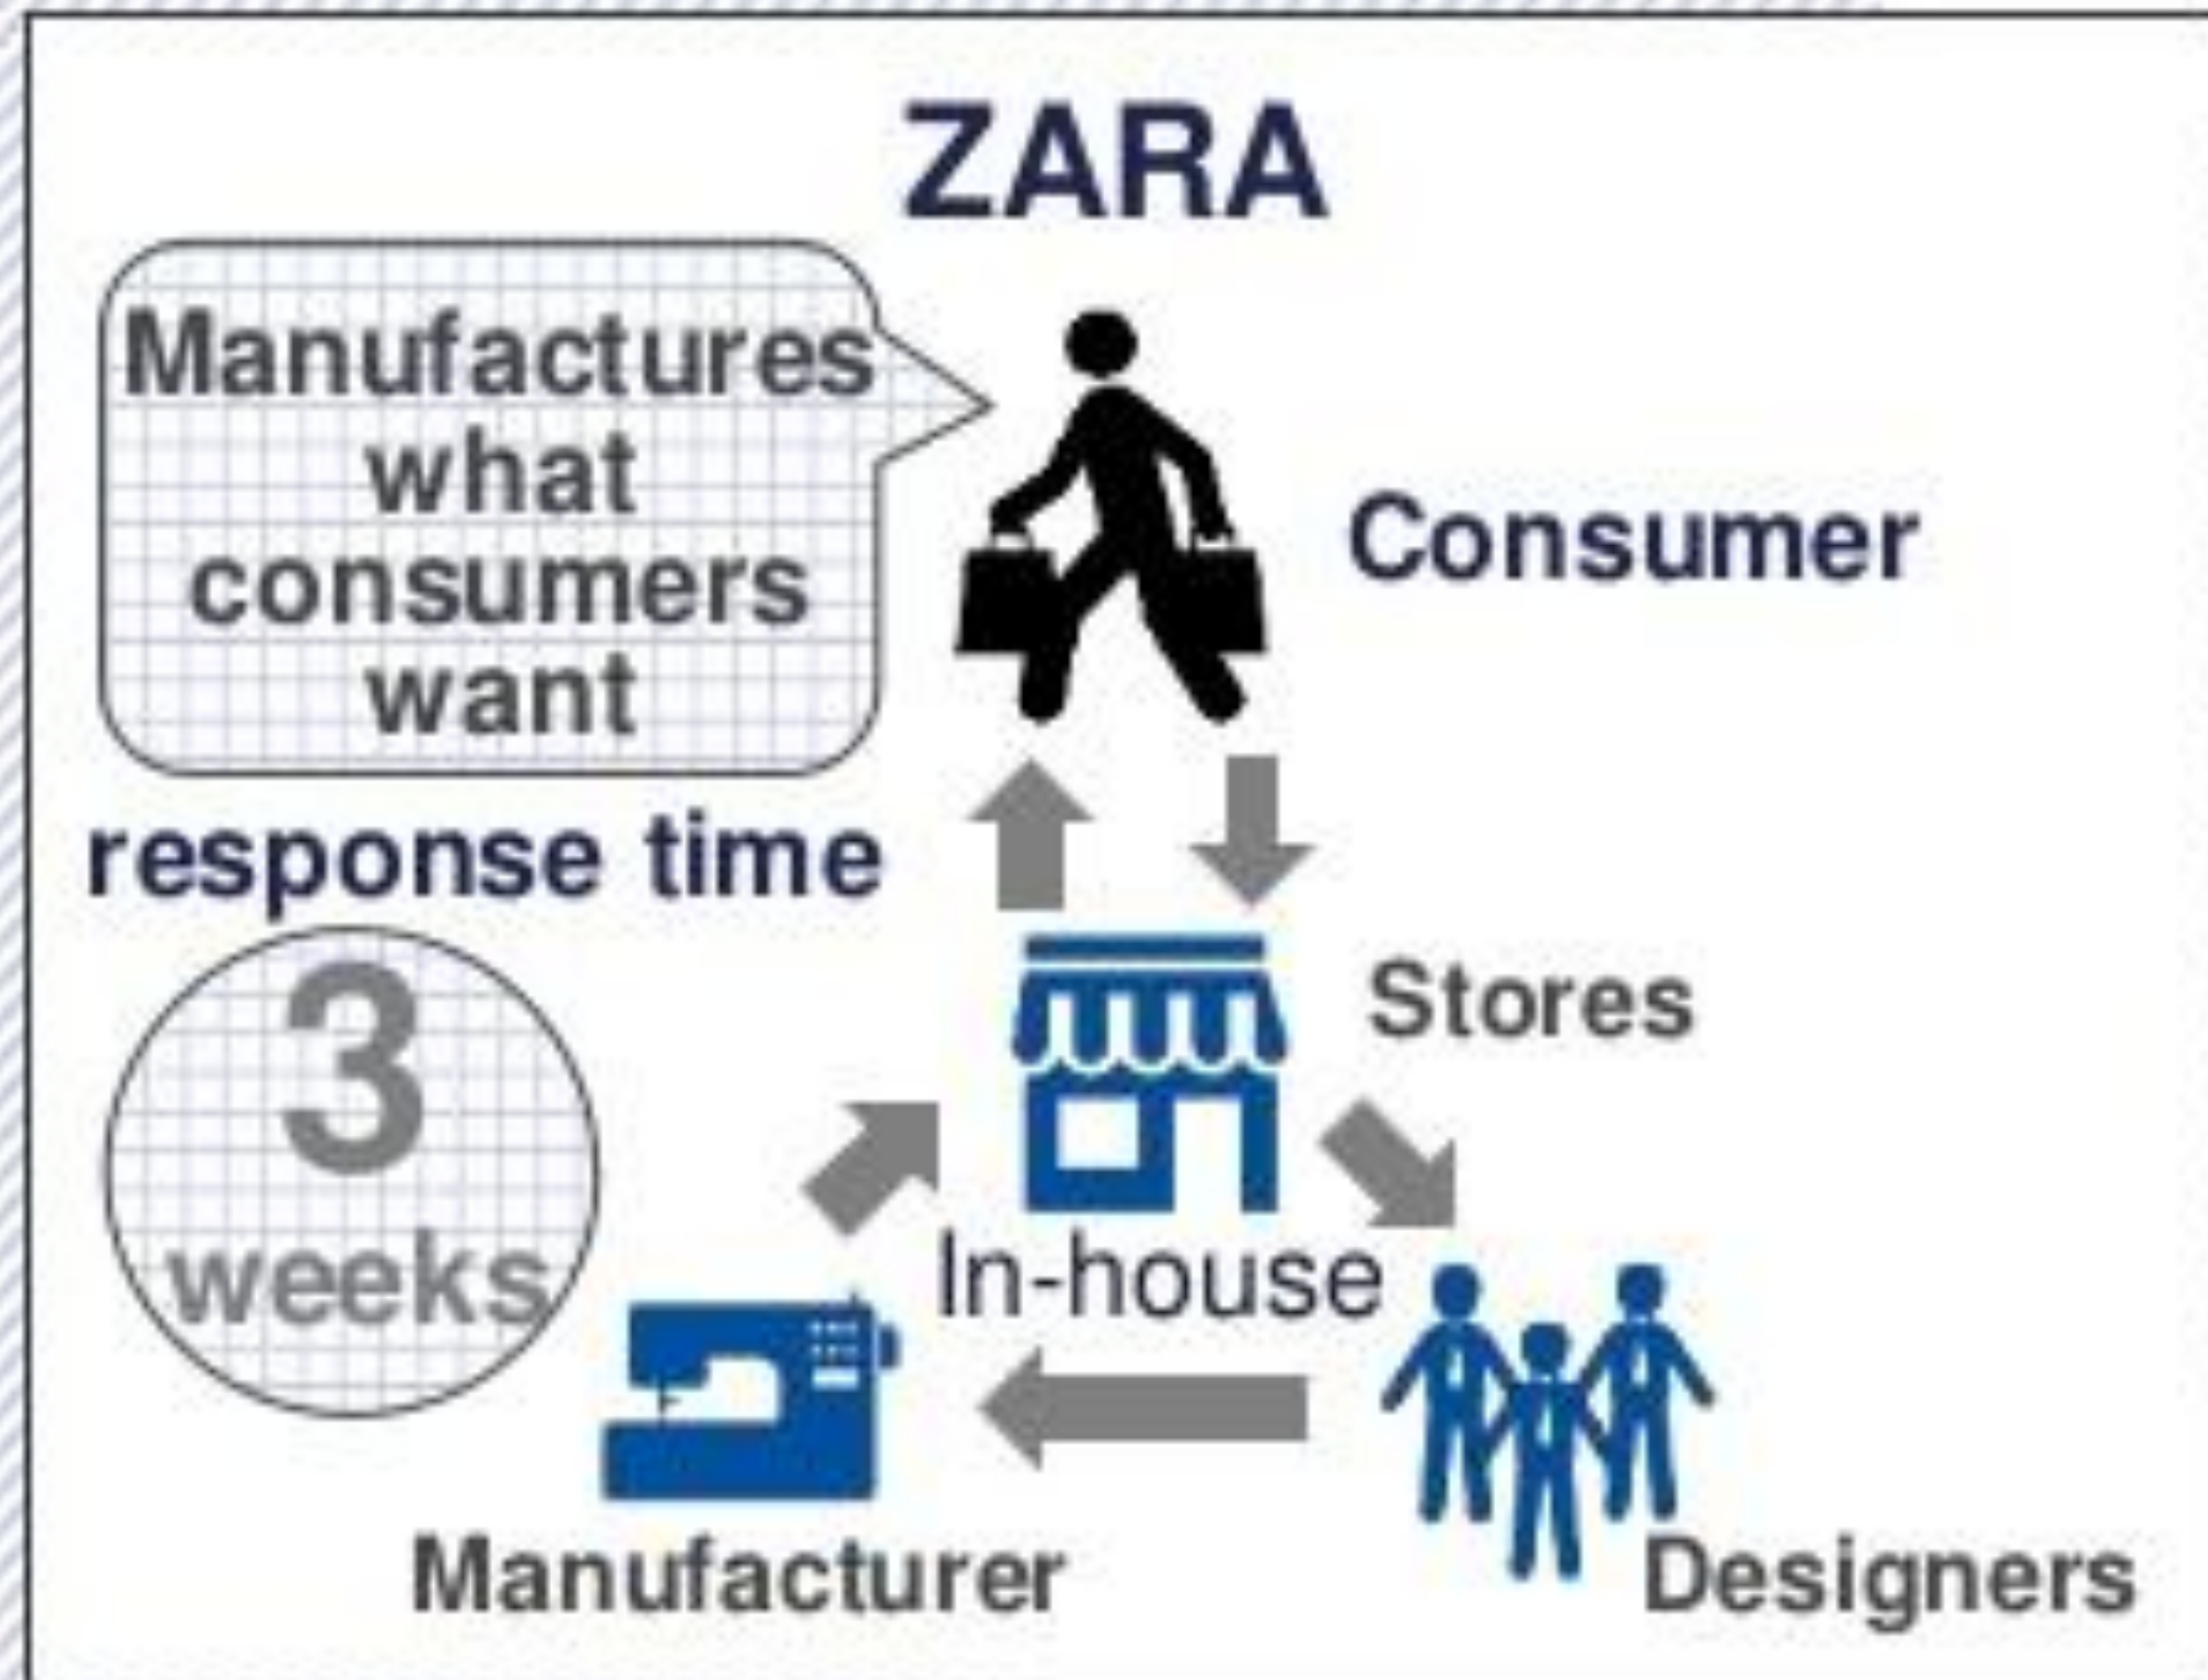 ZARA
Manufactures
what
consumers
want
Consumer
response time
3
weeks
Stores
In-house
Manufacturer
Designers